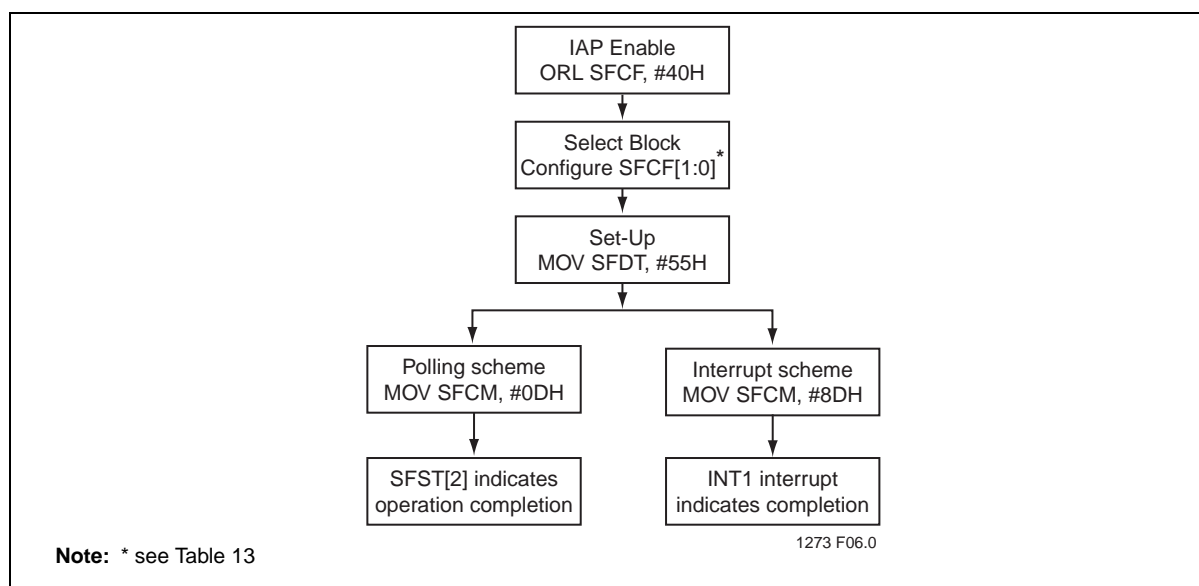 IAP Enable
ORL SFCF, #40H
Select Block
Configure SFCF[1:0]*
Set-Up
MOV SFDT, #55H
Polling scheme
MOV SFCM, #0DH
Interrupt scheme
MOV SFCM, #8DH
SFST[2] indicates
operation completion
INT1 interrupt
indicates completion
1273 F06.0
Note: * see Table 13